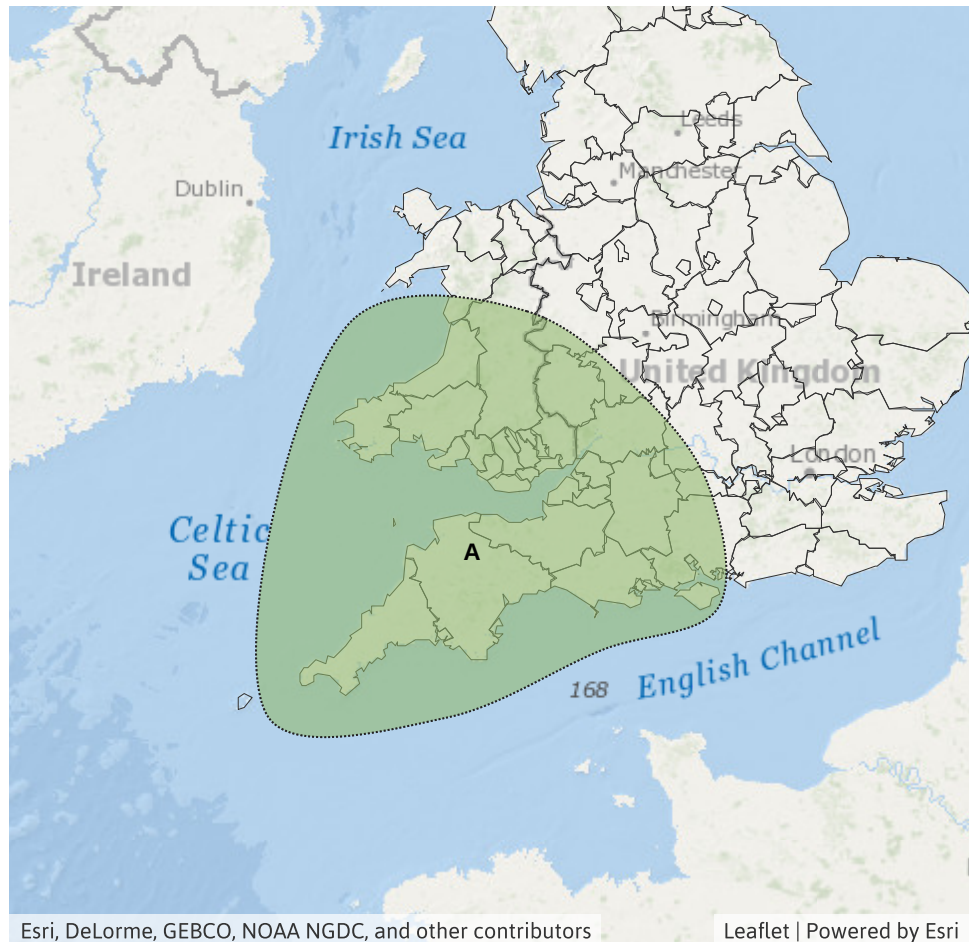 Leeds
Irish Sea
Manchester
Dublin
Ireland
Birmingham
United Kingdom
London
Celtic
Sea
A
English Channel
168
Esri, DeLorme, GEBCO, NOAA NGDC, and other contributors
Leaflet | Powered by Esri